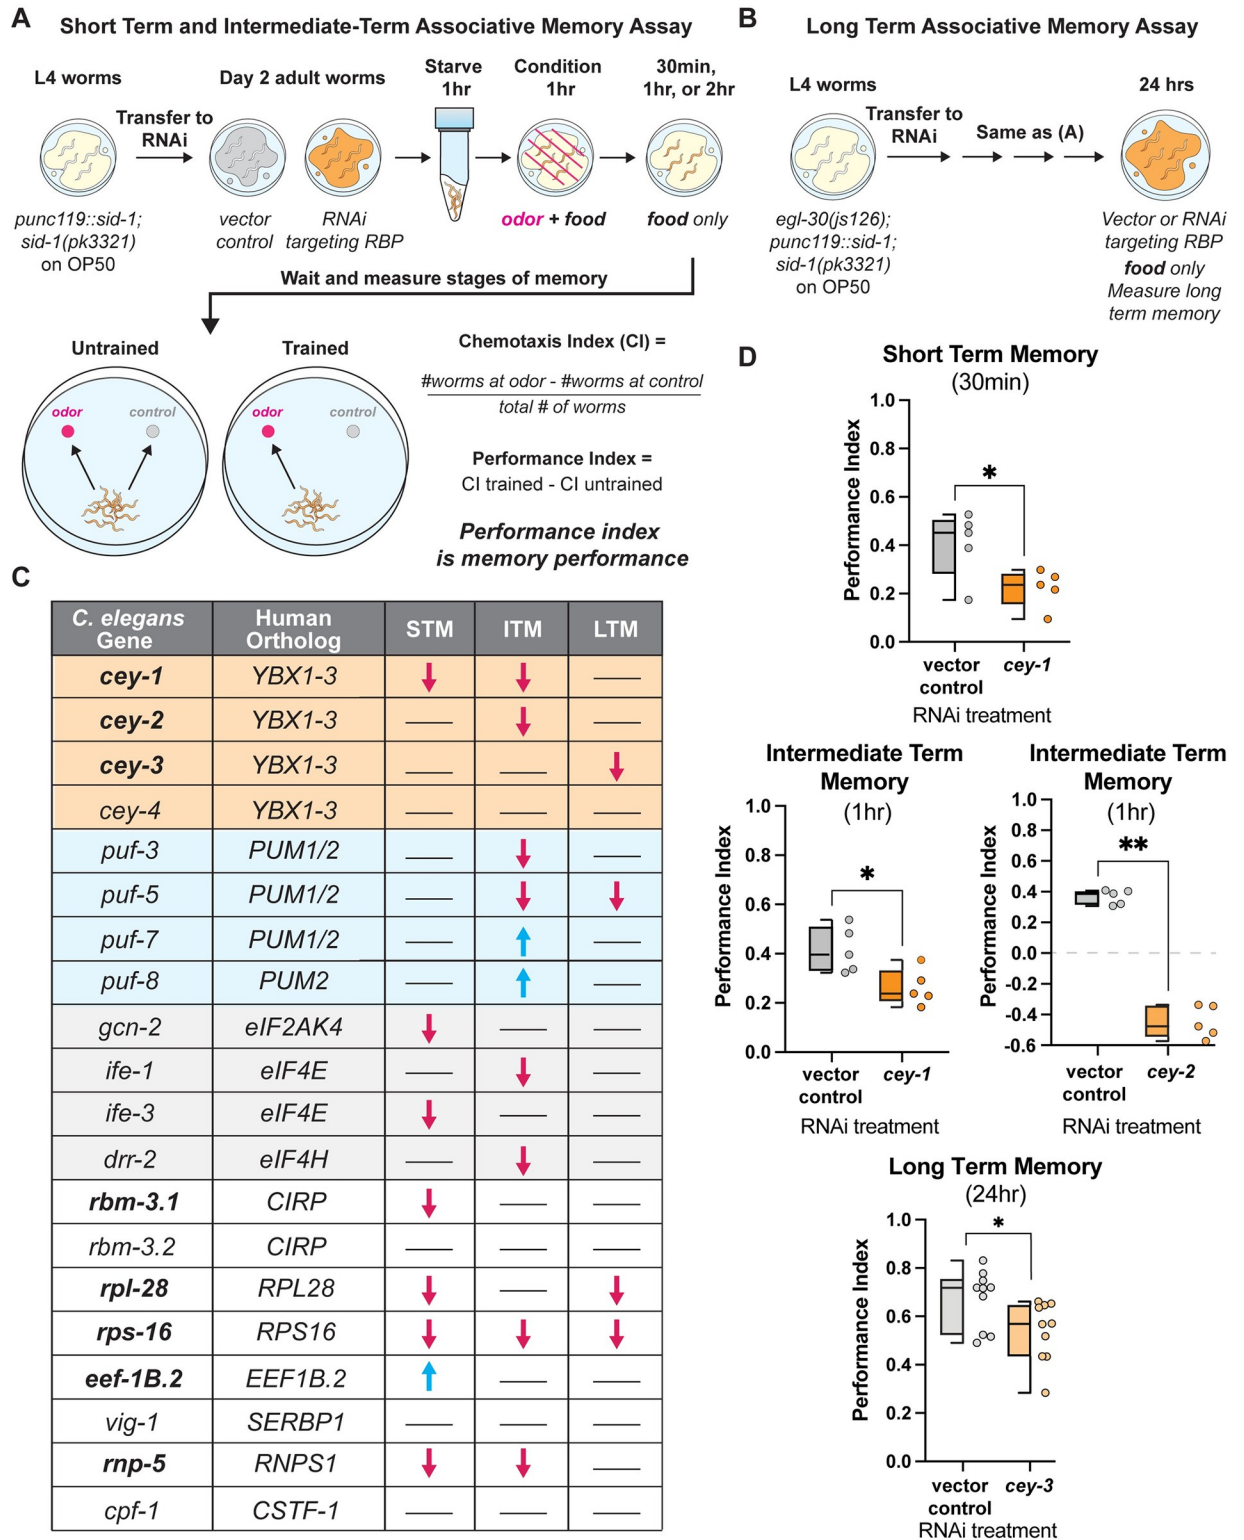 A
Short Term and Intermediate-Term Associative Memory Assay
L4 worms
Transfer to
RNAi
Day 2 adult worms
Starve
1hr
Condition
1hr
30min,
1hr, or 2hr
punc119::sid-1;
sid-1(pk3321)
on OP50
vector
control
RNAi
targeting RBP
odor + food
food only
Wait and measure stages of memory
Untrained
odor
control
Trained
odor
control
Chemotaxis Index (CI) =
#worms at odor - #worms at control
total # of worms
Performance Index =
CI trained - CI untrained
Performance index
is memory performance
B
Long Term Associative Memory Assay
L4 worms
Transfer to
RNAi
Same as (A)
24 hrs
egl-30(js126);
punc119::sid-1;
sid-1(pk3321)
on OP50
Vector or RNAi
targeting RBP
food only
Measure long
term memory
C
C. elegans Gene Human Ortholog STM ITM LTM
cey-1 YBX1-3 ↓ ↓ —
cey-2 YBX1-3 — ↓ —
cey-3 YBX1-3 — — ↓
cey-4 YBX1-3 — — —
puf-3 PUM1/2 — ↓ —
puf-5 PUM1/2 — ↓ ↓
puf-7 PUM1/2 — ↑ —
puf-8 PUM2 — ↑ —
gcn-2 eIF2AK4 ↓ — —
ife-1 eIF4E — ↓ —
ife-3 eIF4E ↓ — —
drr-2 eIF4H — ↓ —
rbm-3.1 CIRP ↓ — —
rbm-3.2 CIRP — — —
rpl-28 RPL28 ↓ — ↓
rps-16 RPS16 ↓ ↓ ↓
eef-1B.2 EEF1B.2 ↑ — —
vig-1 SERBP1 — — —
rnp-5 RNPS1 ↓ ↓ —
cpf-1 CSTF-1 — — —
D
Short Term Memory
(30min)
Performance Index
1.0
0.8
0.6
0.4
0.2
0.0
*
vector
control
cey-1
RNAi treatment
Intermediate Term
Memory
(1hr)
Performance Index
1.0
0.8
0.6
0.4
0.2
0.0
*
vector
control
cey-1
RNAi treatment
Intermediate Term
Memory
(1hr)
Performance Index
1.0
0.8
0.6
0.4
0.2
0.0
-0.2
-0.4
-0.6
**
vector
control
cey-2
RNAi treatment
Long Term Memory
(24hr)
Performance Index
1.0
0.8
0.6
0.4
0.2
0.0
*
vector
control
cey-3
RNAi treatment